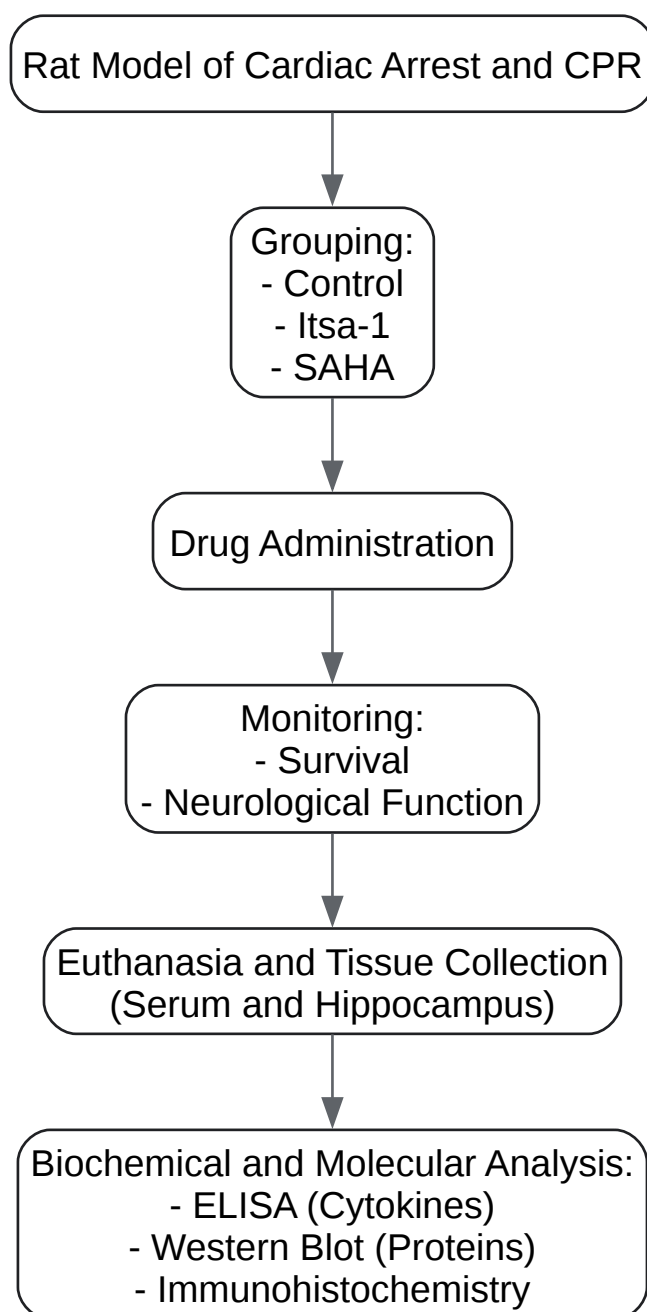 Rat Model of Cardiac Arrest and CPR
Grouping:
- Control
- Itsa-1
- SAHA
Drug Administration
Monitoring:
- Survival
- Neurological Function
Euthanasia and Tissue Collection
(Serum and Hippocampus)
Biochemical and Molecular Analysis:
- ELISA (Cytokines)
- Western Blot (Proteins)
- Immunohistochemistry